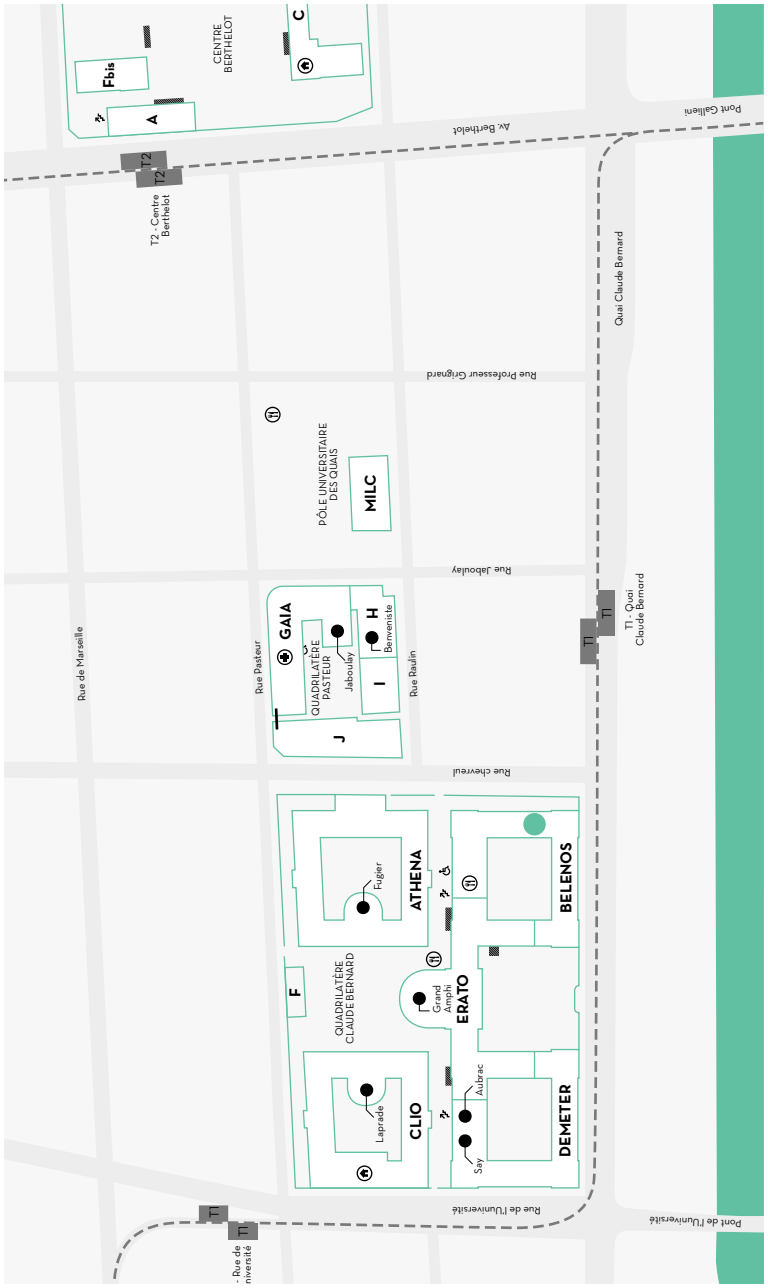 C
CENTRE
BERTHELOT
Fbis
A
Pont Gallieni
Av. Berthelot
T2
T2
T2 - Centre
Berthelot
Quai Claude Bernard
Rue Professeur Grignard
PÔLE UNIVERSITAIRE
DES QUAIS
MILC
Rue Jaboulay
T1
T1
T1 - Quai
Claude Bernard
Rue de Marseille
Rue Pasteur
GAIA
QUADRILATÈRE
PASTEUR
Jaboulay
H
Benveniste
I
J
Rue Raulin
Rue chevreul
ATHENA
Fugier
BELENOS
F
QUADRILATÈRE
CLAUDE BERNARD
Grand
Amphi
ERATO
CLIO
Laprade
Aubrac
Say
DEMETER
Rue de l'Université
Pont de l'Université
T1
T1
- Rue de
niversité